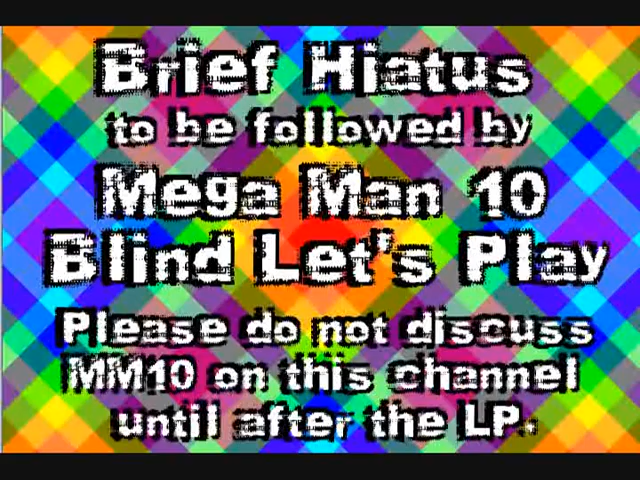 Brief Hiatus
to be followed by
Mega Man 10
Blind Let's Play
Please do not discuss
MM10 on this channel
until after the LP.